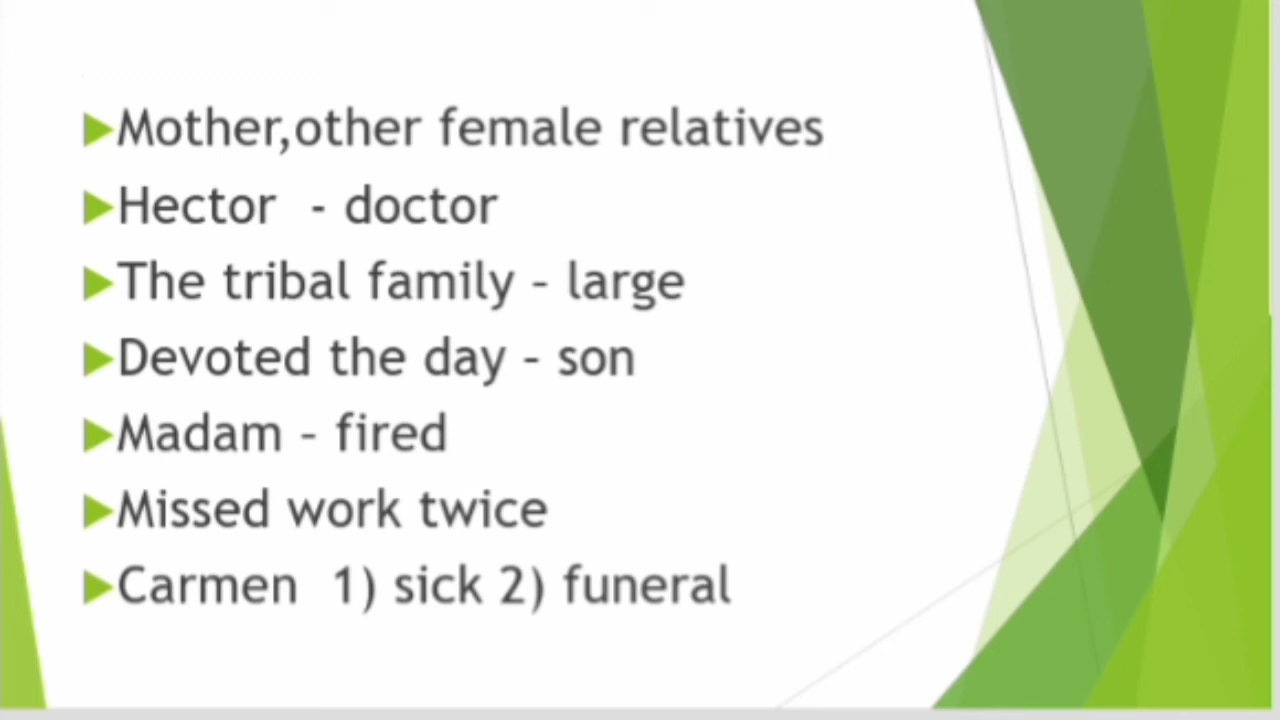 Mother,other female relatives
Hector - doctor
The tribal family – large
Devoted the day – son
Madam – fired
Missed work twice
Carmen 1) sick 2) funeral